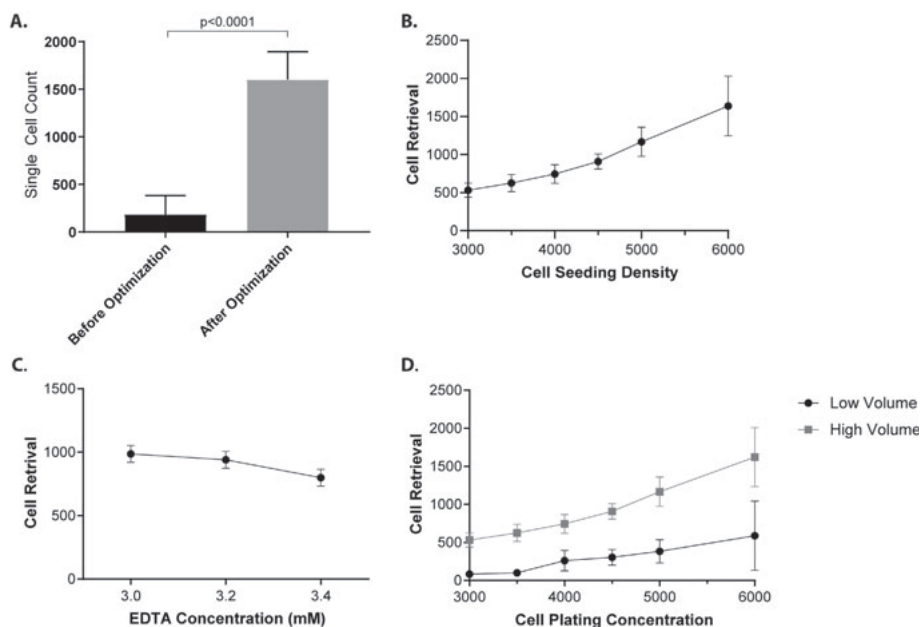 A.
p<0.0001
2000
1500
1000
500
0
Single Cell Count
Before Optimization
After Optimization
B.
2500
2000
1500
1000
500
0
Cell Retrieval
3000
4000
5000
6000
Cell Seeding Density
C.
1500
1000
500
0
Cell Retrival
3.0
3.2
3.4
EDTA Concentration (mM)
D.
2500
2000
1500
1000
500
0
Cell Retrieval
3000
4000
5000
6000
Cell Plating Concentration
Low Volume
High Volume